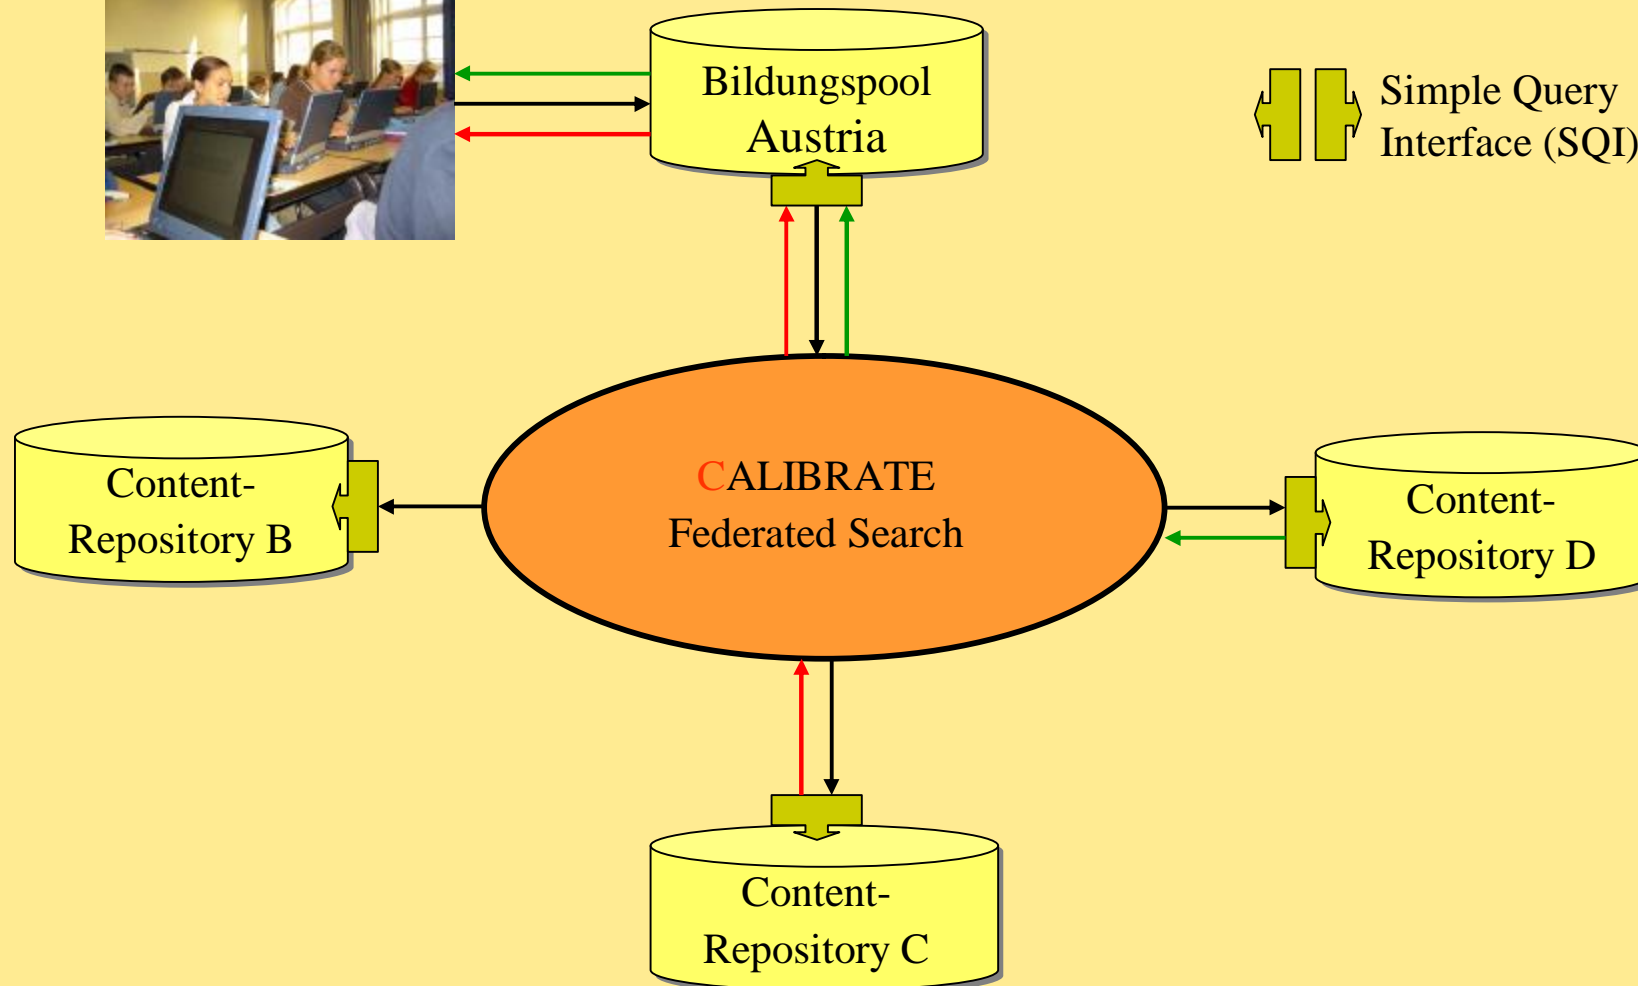 Bildungspool
Austria
Simple Query
Interface (SQI)
Content-
Repository B
CALIBRATE
Federated Search
Content-
Repository D
Content-
Repository C